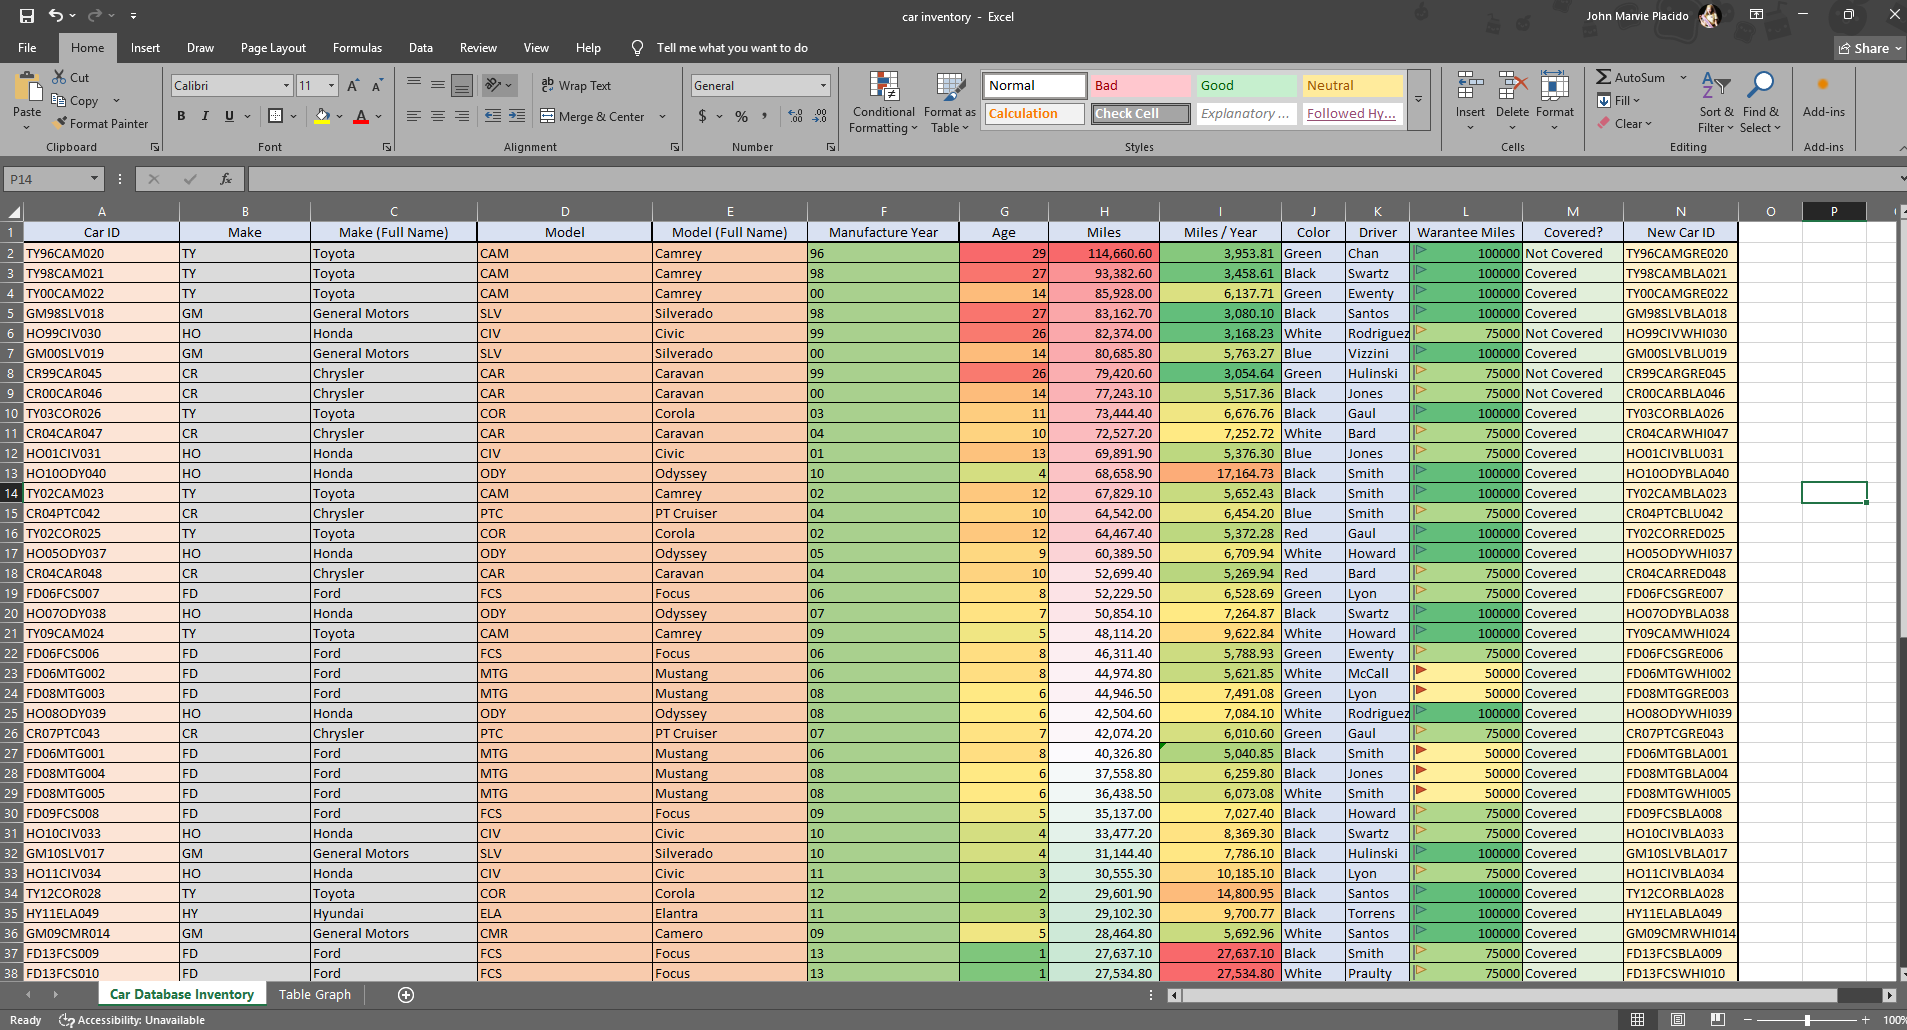 car inventory - Excel
John Marvie Placido
File Home Insert Draw Page Layout Formulas Data Review View Help Tell me what you want to do
Share
Paste
Cut
Copy
Format Painter
Clipboard
Calibri 11 A A
B I U A
Font
Wrap Text
Merge & Center
Alignment
General
$ % ,
Number
Conditional Formatting
Format as Table
Normal Bad Good Neutral
Calculation Check Cell Explanatory ... Followed Hy...
Styles
Insert Delete Format
Cells
AutoSum
Fill
Clear
Sort & Filter
Find & Select
Editing
Add-ins
Add-ins
P14 fx
A B C D E F G H I J K L M N O P
1 Car ID Make Make (Full Name) Model Model (Full Name) Manufacture Year Age Miles Miles / Year Color Driver Warantee Miles Covered? New Car ID
2 TY96CAM020 TY Toyota CAM Camrey 96 29 114,660.60 3,953.81 Green Chan 100000 Not Covered TY96CAMGRE020
3 TY98CAM021 TY Toyota CAM Camrey 98 27 93,382.60 3,458.61 Black Swartz 100000 Covered TY98CAMBLA021
4 TY00CAM022 TY Toyota CAM Camrey 00 14 85,928.00 6,137.71 Green Ewenty 100000 Covered TY00CAMGRE022
5 GM98SLV018 GM General Motors SLV Silverado 98 27 83,162.70 3,080.10 Black Santos 100000 Covered GM98SLVBLA018
6 HO99CIV030 HO Honda CIV Civic 99 26 82,374.00 3,168.23 White Rodriguez 75000 Not Covered HO99CIVWHI030
7 GM00SLV019 GM General Motors SLV Silverado 00 14 80,685.80 5,763.27 Blue Vizzini 100000 Covered GM00SLVBLU019
8 CR99CAR045 CR Chrysler CAR Caravan 99 26 79,420.60 3,054.64 Green Hulinski 75000 Not Covered CR99CARGRE045
9 CR00CAR046 CR Chrysler CAR Caravan 00 14 77,243.10 5,517.36 Black Jones 75000 Not Covered CR00CARBLA046
10 TY03COR026 TY Toyota COR Corola 03 11 73,444.40 6,676.76 Black Gaul 100000 Covered TY03CORBLA026
11 CR04CAR047 CR Chrysler CAR Caravan 04 10 72,527.20 7,252.72 White Bard 75000 Covered CR04CARWHI047
12 HO01CIV031 HO Honda CIV Civic 01 13 69,891.90 5,376.30 Blue Jones 75000 Covered HO01CIVBLU031
13 HO10ODY040 HO Honda ODY Odyssey 10 4 68,658.90 17,164.73 Black Smith 100000 Covered HO10ODYBLA040
14 TY02CAM023 TY Toyota CAM Camrey 02 12 67,829.10 5,652.43 Black Smith 100000 Covered TY02CAMBLA023
15 CR04PTC042 CR Chrysler PTC PT Cruiser 04 10 64,542.00 6,454.20 Blue Smith 75000 Covered CR04PTCBLU042
16 TY02COR025 TY Toyota COR Corola 02 12 64,467.40 5,372.28 Red Gaul 100000 Covered TY02CORRED025
17 HO05ODY037 HO Honda ODY Odyssey 05 9 60,389.50 6,709.94 White Howard 100000 Covered HO05ODYWHI037
18 CR04CAR048 CR Chrysler CAR Caravan 04 10 52,699.40 5,269.94 Red Bard 75000 Covered CR04CARRED048
19 FD06FCS007 FD Ford FCS Focus 06 8 52,229.50 6,528.69 Green Lyon 75000 Covered FD06FCSGRE007
20 HO07ODY038 HO Honda ODY Odyssey 07 7 50,854.10 7,264.87 Black Swartz 100000 Covered HO07ODYBLA038
21 TY09CAM024 TY Toyota CAM Camrey 09 5 48,114.20 9,622.84 White Howard 100000 Covered TY09CAMWHI024
22 FD06FCS006 FD Ford FCS Focus 06 8 46,311.40 5,788.93 Green Ewenty 75000 Covered FD06FCSGRE006
23 FD06MTG002 FD Ford MTG Mustang 06 8 44,974.80 5,621.85 White McCall 50000 Covered FD06MTGWHI002
24 FD08MTG003 FD Ford MTG Mustang 08 6 44,946.50 7,491.08 Green Lyon 50000 Covered FD08MTGGRE003
25 HO08ODY039 HO Honda ODY Odyssey 08 6 42,504.60 7,084.10 White Rodriguez 100000 Covered HO08ODYWHI039
26 CR07PTC043 CR Chrysler PTC PT Cruiser 07 7 42,074.20 6,010.60 Green Gaul 75000 Covered CR07PTCGRE043
27 FD06MTG001 FD Ford MTG Mustang 06 8 40,326.80 5,040.85 Black Smith 50000 Covered FD06MTGBLA001
28 FD08MTG004 FD Ford MTG Mustang 08 6 37,558.80 6,259.80 Black Jones 50000 Covered FD08MTGBLA004
29 FD08MTG005 FD Ford MTG Mustang 08 6 36,438.50 6,073.08 White Smith 50000 Covered FD08MTGWHI005
30 FD09FCS008 FD Ford FCS Focus 09 5 35,137.00 7,027.40 Black Howard 75000 Covered FD09FCSBLA008
31 HO10CIV033 HO Honda CIV Civic 10 4 33,477.20 8,369.30 Black Swartz 75000 Covered HO10CIVBLA033
32 GM10SLV017 GM General Motors SLV Silverado 10 4 31,144.40 7,786.10 Black Hulinski 100000 Covered GM10SLVBLA017
33 HO11CIV034 HO Honda CIV Civic 11 3 30,555.30 10,185.10 Black Lyon 75000 Covered HO11CIVBLA034
34 TY12COR028 TY Toyota COR Corola 12 2 29,601.90 14,800.95 Black Santos 100000 Covered TY12CORBLA028
35 HY11ELA049 HY Hyundai ELA Elantra 11 3 29,102.30 9,700.77 Black Torrens 100000 Covered HY11ELABLA049
36 GM09CMR014 GM General Motors CMR Camero 09 5 28,464.80 5,692.96 White Santos 100000 Covered GM09CMRWHI014
37 FD13FCS009 FD Ford FCS Focus 13 1 27,637.10 27,637.10 Black Smith 75000 Covered FD13FCSBLA009
38 FD13FCS010 FD Ford FCS Focus 13 1 27,534.80 27,534.80 White Praulty 75000 Covered FD13FCSWHI010
Car Database Inventory Table Graph
Ready Accessibility: Unavailable 100%